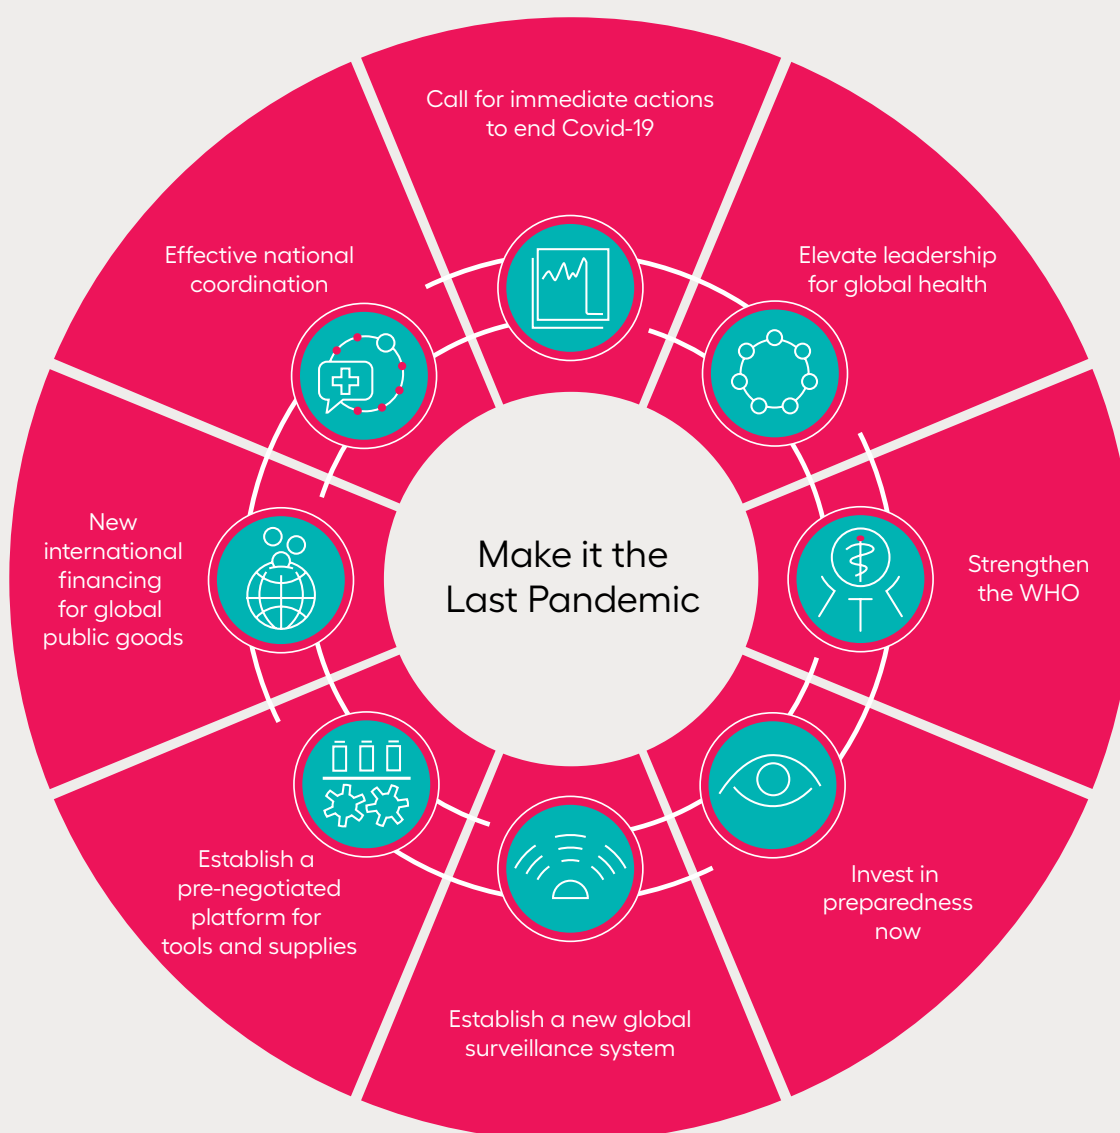 Call for immediate actions
to end Covid-19
Elevate leadership
for global health
Strengthen
the WHO
Invest in
preparedness
now
Establish a new global
surveillance system
Establish a
pre-negotiated
platform for
tools and supplies
New
international
financing
for global
public goods
Effective national
coordination
Make it the
Last Pandemic